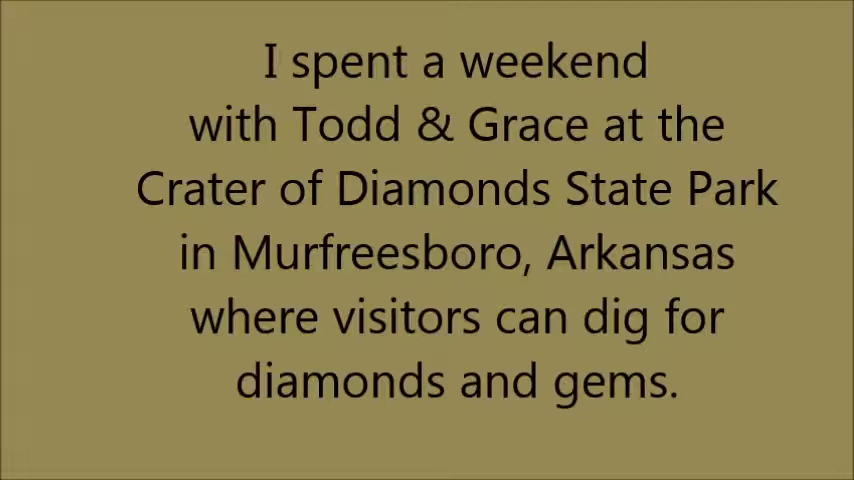 I spent a weekend
with Todd & Grace at the
Crater of Diamonds State Park
in Murfreesboro, Arkansas
where visitors can dig for
diamonds and gems.